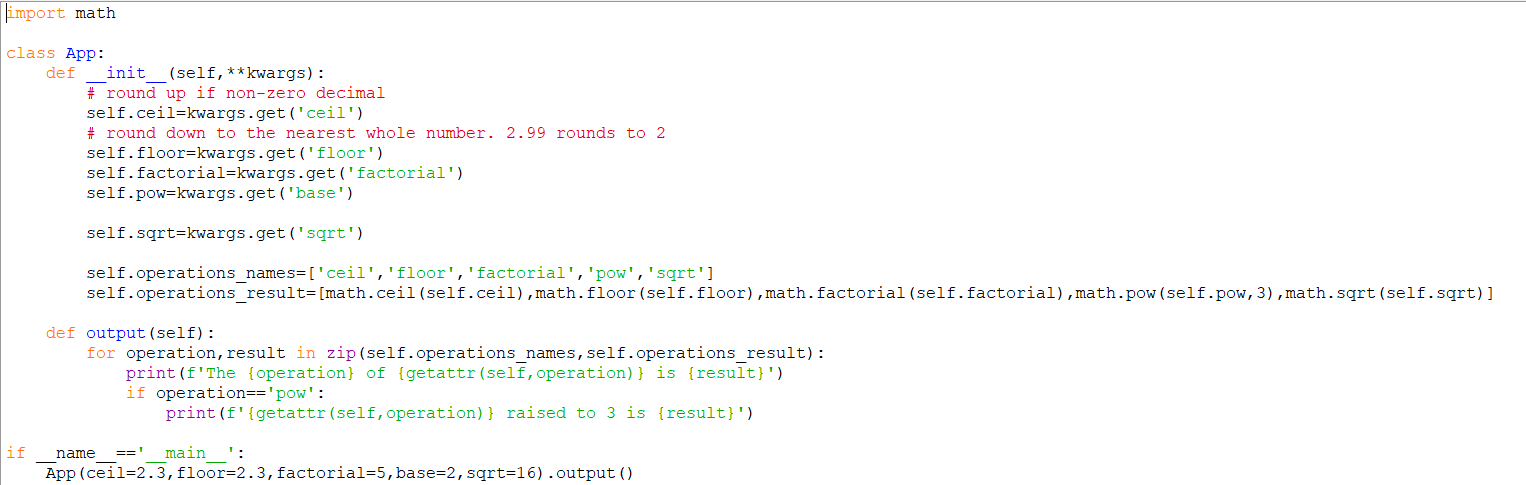 import math

class App:
    def __init__(self,**kwargs):
        # round up if non-zero decimal
        self.ceil=kwargs.get('ceil')
        # round down to the nearest whole number. 2.99 rounds to 2
        self.floor=kwargs.get('floor')
        self.factorial=kwargs.get('factorial')
        self.pow=kwargs.get('base')

        self.sqrt=kwargs.get('sqrt')

        self.operations_names=['ceil','floor','factorial','pow','sqrt']
        self.operations_result=[math.ceil(self.ceil),math.floor(self.floor),math.factorial(self.factorial),math.pow(self.pow,3),math.sqrt(self.sqrt)]

    def output(self):
        for operation,result in zip(self.operations_names,self.operations_result):
            print(f'The {operation} of {getattr(self,operation)} is {result}')
            if operation=='pow':
                print(f'{getattr(self,operation)} raised to 3 is {result}')

if __name__=='__main__':
    App(ceil=2.3,floor=2.3,factorial=5,base=2,sqrt=16).output()